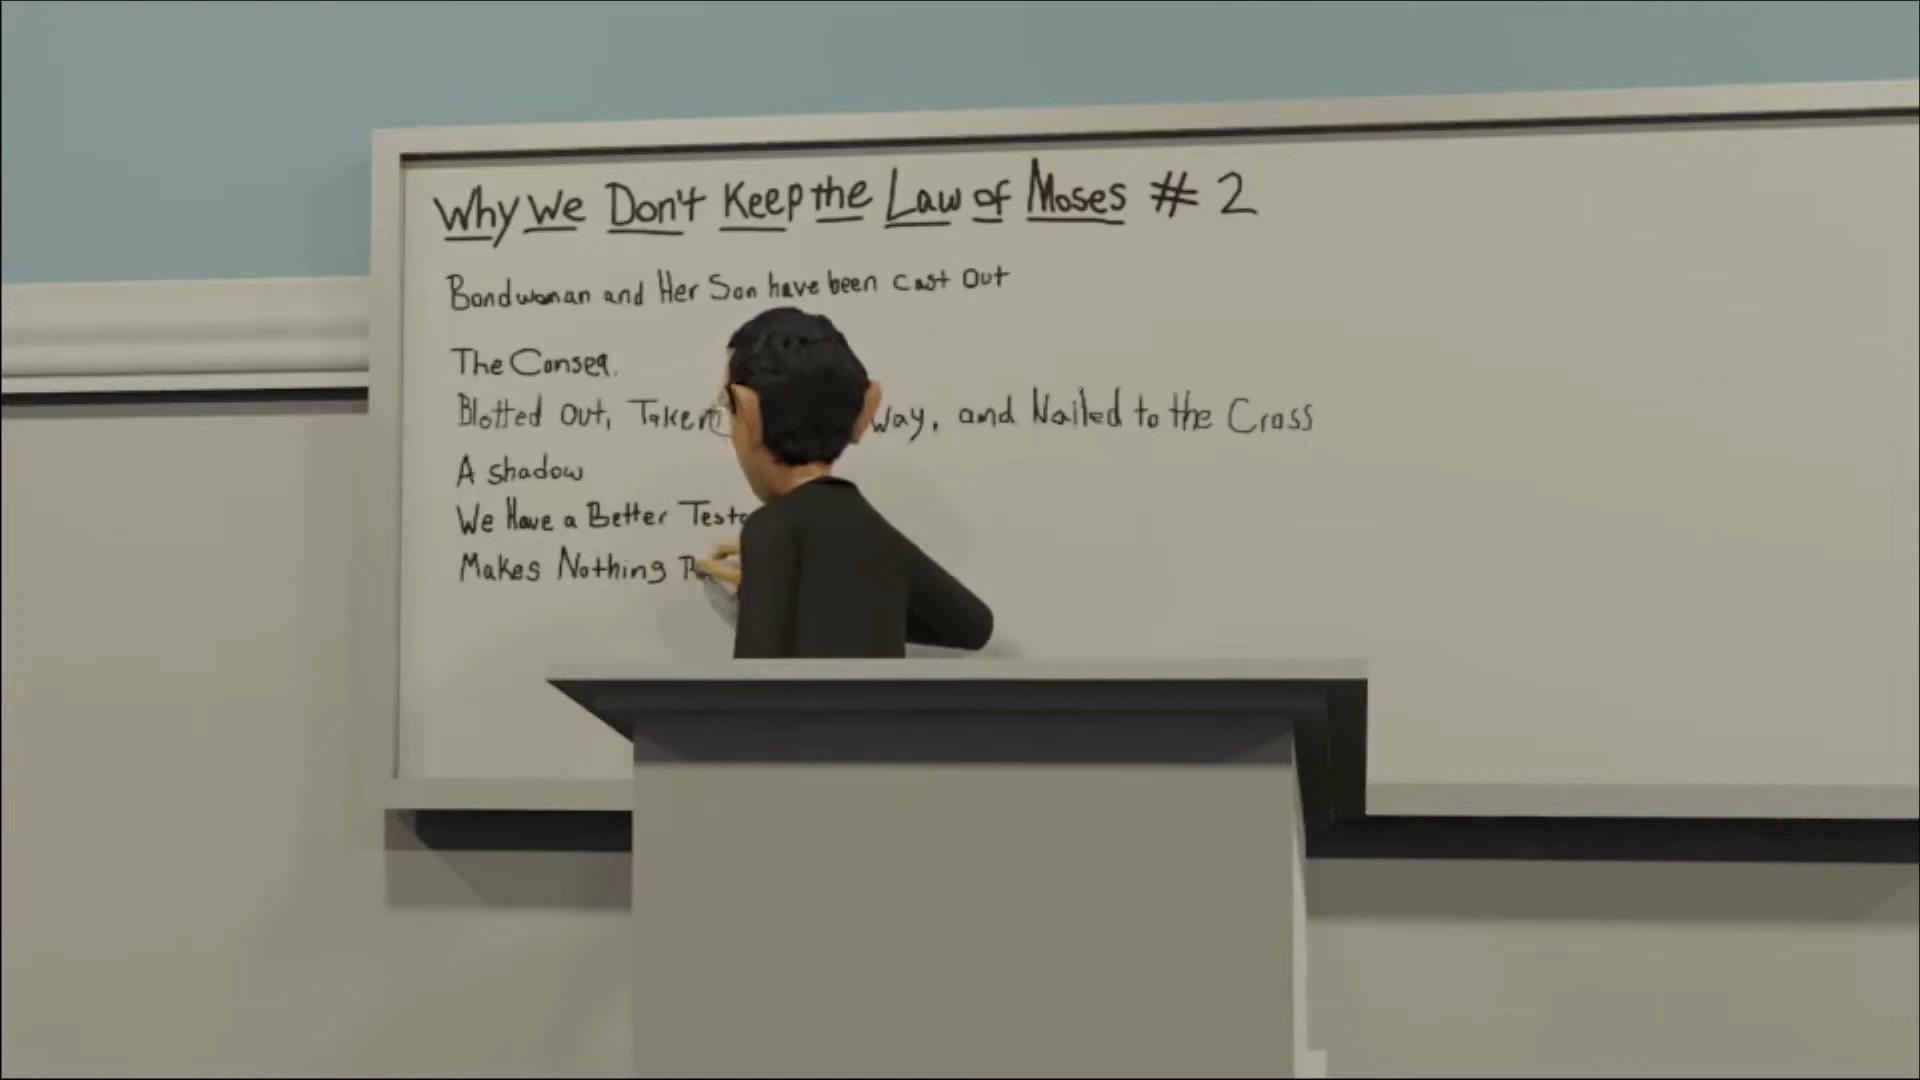 Why We Don't Keep the Law of Moses # 2
Bondwoman and Her Son have been Cast Out
The Conseq.
Blotted Out, Taken way, and Nailed to the Cross
A shadow
We Have a Better
Makes Nothing